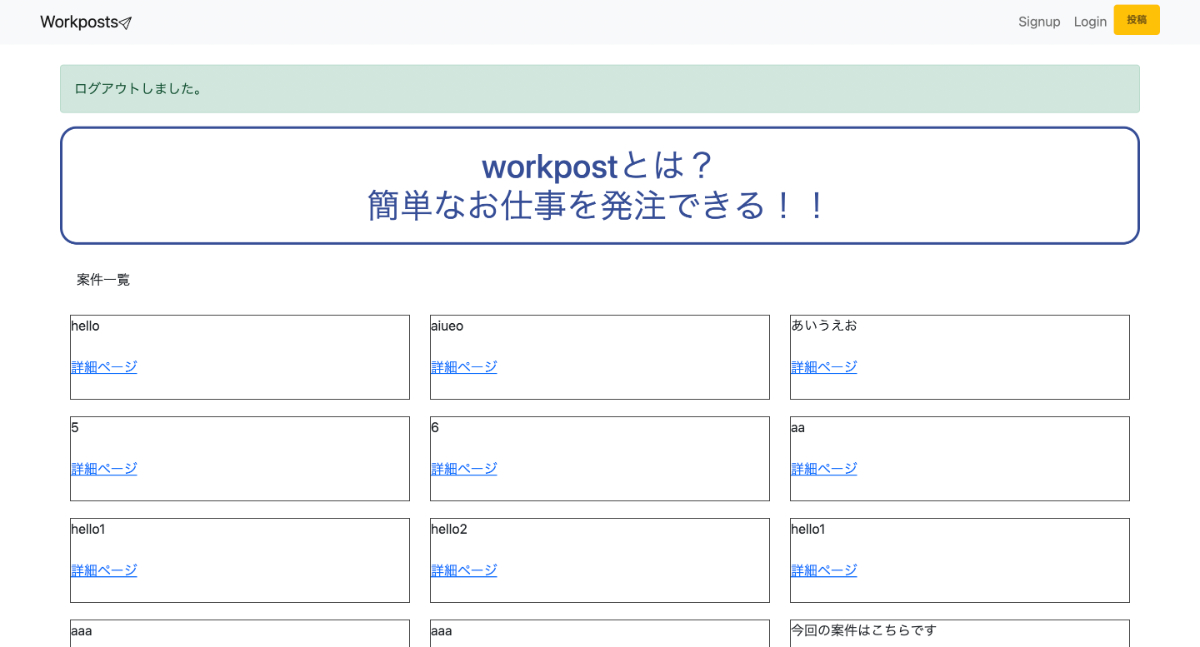 Workposts
Signup Login 投稿
ログアウトしました。
workpostとは？
簡単なお仕事を発注できる！！
案件一覧
hello aiueo あいうえお
詳細ページ 詳細ページ 詳細ページ
5 6 aa
詳細ページ 詳細ページ 詳細ページ
hello1 hello2 hello1
詳細ページ 詳細ページ 詳細ページ
aaa aaa 今回の案件はこちらです